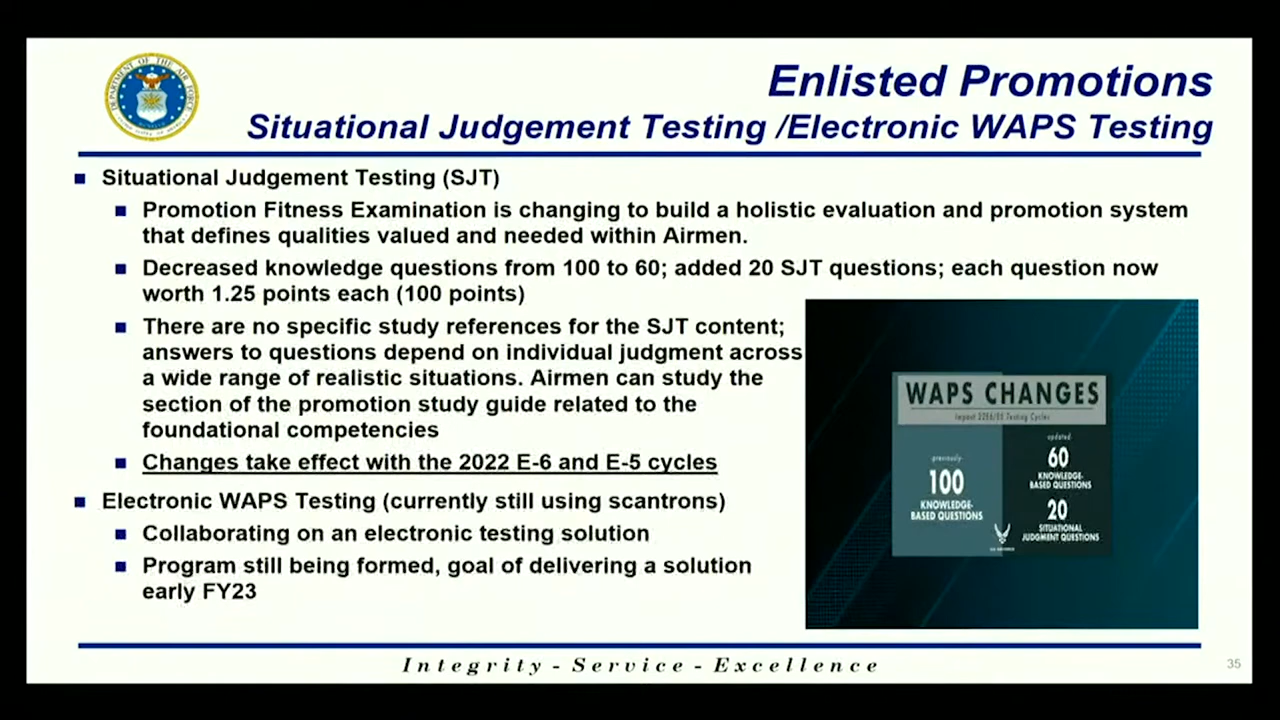 DEPARTMENT OF THE AIR FORCE
Enlisted Promotions
Situational Judgement Testing /Electronic WAPS Testing
Situational Judgement Testing (SJT)
Promotion Fitness Examination is changing to build a holistic evaluation and promotion system
that defines qualities valued and needed within Airmen.
Decreased knowledge questions from 100 to 60; added 20 SJT questions; each question now
worth 1.25 points each (100 points)
There are no specific study references for the SJT content;
answers to questions depend on individual judgment across
a wide range of realistic situations. Airmen can study the
section of the promotion study guide related to the
foundational competencies
Changes take effect with the 2022 E-6 and E-5 cycles
Electronic WAPS Testing (currently still using scantrons)
Collaborating on an electronic testing solution
Program still being formed, goal of delivering a solution
early FY23
WAPS CHANGES
Impact 22E6/E5 Testing Cycles
previously
100
KNOWLEDGE-
BASED QUESTIONS
updated
60
KNOWLEDGE-
BASED QUESTIONS
20
SITUATIONAL
JUDGMENT QUESTIONS
Integrity - Service - Excellence
35